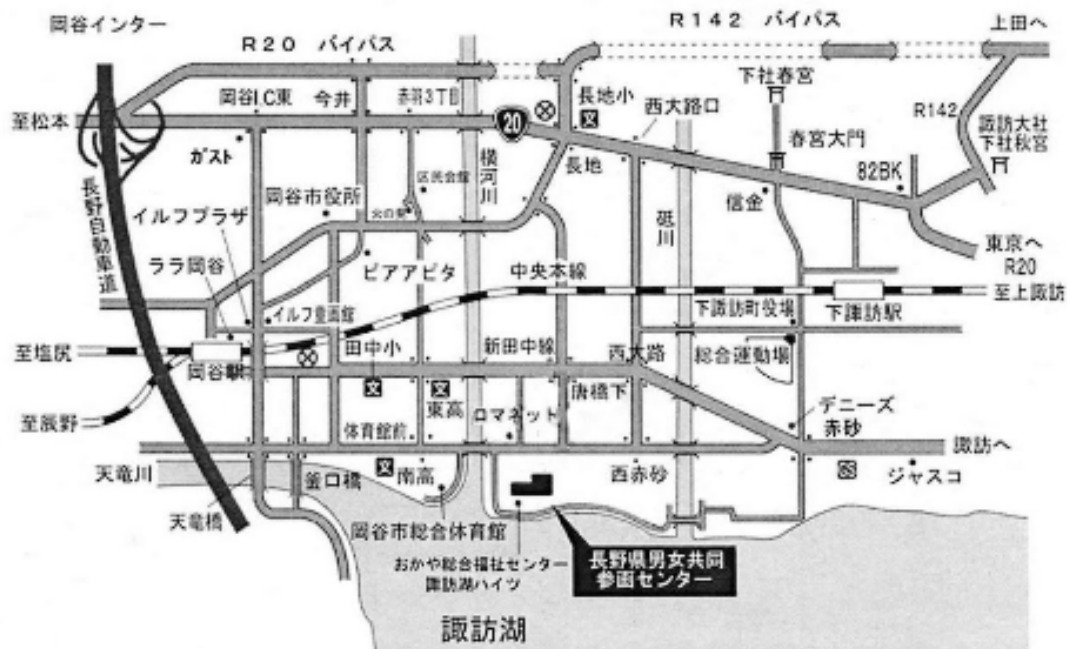 岡谷インター
R20 バイパス
R142 バイパス
上田へ
岡谷I.C東
今井
赤羽3丁目
長地小
文
下社春宮
R142
諏訪大社
下社秋宮
至松本
20
西大路口
春宮大門
ガスト
区民会館
横河川
長地
82BK
岡谷市役所
砥川
信金
長野自動車道
イルフプラザ
東京へ
R20
ララ岡谷
ピアアピタ
中央本線
至上諏訪
イルフ童画館
下諏訪町役場
下諏訪駅
至塩尻
岡谷駅
田中小
新田中線
西大路
総合運動場
文
文
東高
唐橋下
至辰野
体育館前
ロマネット
デニーズ
赤砂
諏訪へ
天竜川
釜口橋
文
南高
西赤砂
SS
ジャスコ
天竜橋
岡谷市総合体育館
おかや総合福祉センター
諏訪湖ハイツ
長野県男女共同
参画センター
諏訪湖